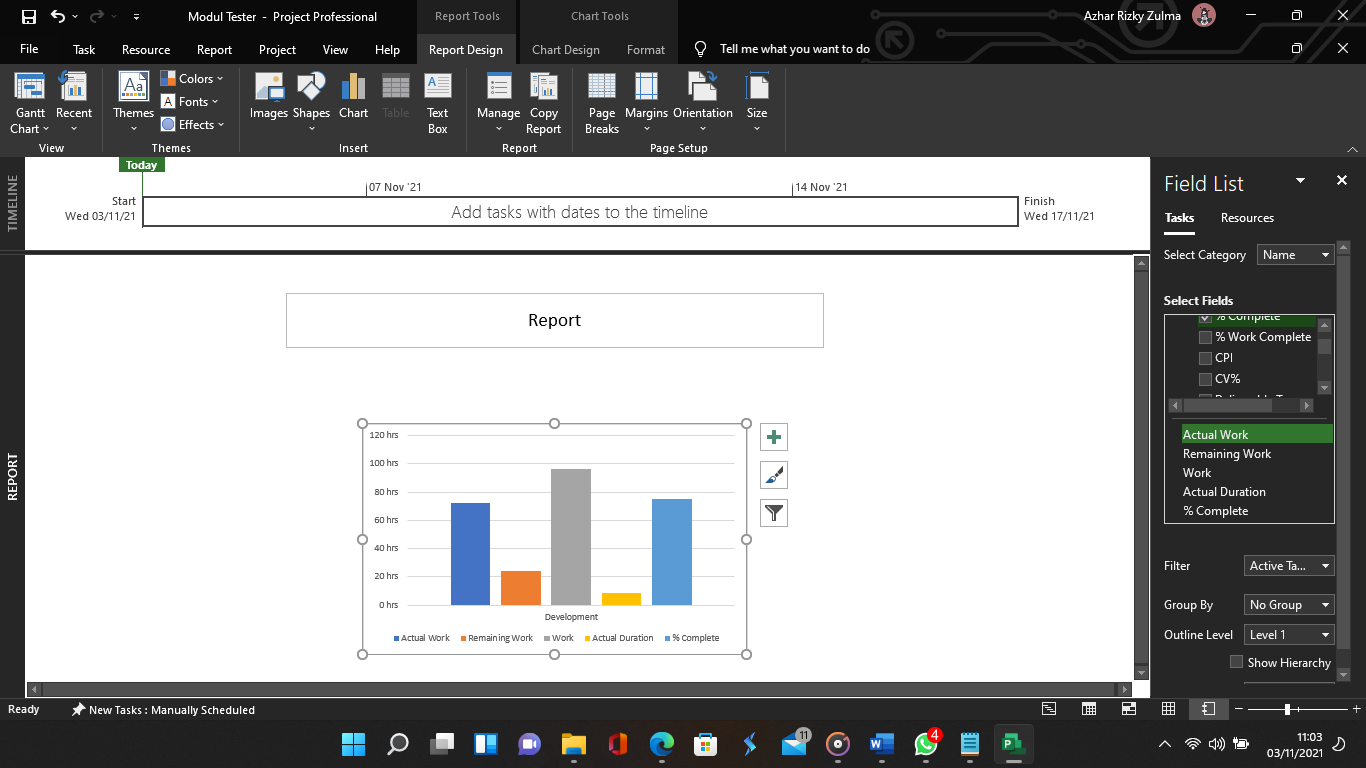 Modul Tester - Project Professional
Report Tools
Chart Tools
Azhar Rizky Zulma
File Task Resource Report Project View Help Report Design Chart Design Format Tell me what you want to do
Gantt Chart
Recent
View
Themes
Colors
Fonts
Effects
Themes
Images
Shapes
Chart
Table
Text Box
Insert
Manage
Copy Report
Report
Page Breaks
Margins
Orientation
Size
Page Setup
TIMELINE
Today
Start
Wed 03/11/21
07 Nov '21
14 Nov '21
Add tasks with dates to the timeline
Finish
Wed 17/11/21
REPORT
Report
120 hrs
100 hrs
80 hrs
60 hrs
40 hrs
20 hrs
0 hrs
Development
Actual Work Remaining Work Work Actual Duration % Complete
Field List
Tasks Resources
Select Category Name
Select Fields
% Complete
% Work Complete
CPI
CV%
Actual Work
Remaining Work
Work
Actual Duration
% Complete
Filter Active Ta...
Group By No Group
Outline Level Level 1
Show Hierarchy
Ready New Tasks : Manually Scheduled
11
4
11:03
03/11/2021